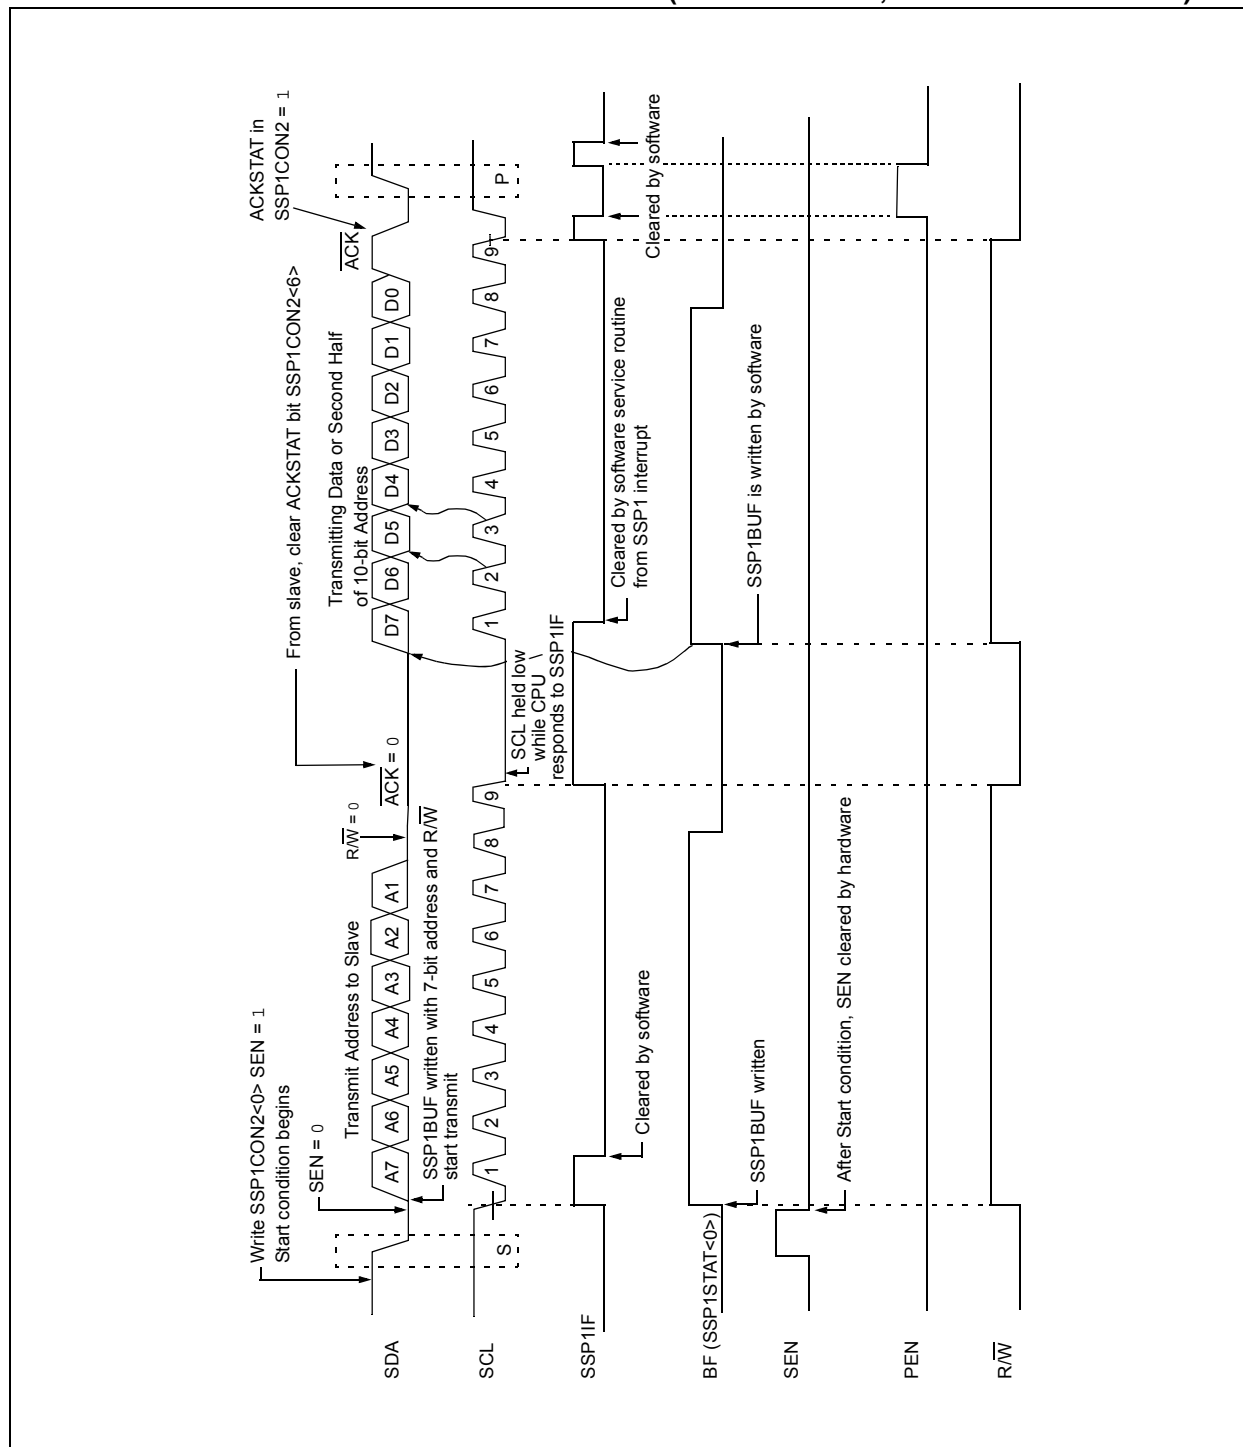 Write SSP1CON2<0> SEN = 1
Start condition begins
From slave, clear ACKSTAT bit SSP1CON2<6>
ACKSTAT in
SSP1CON2 = 1
SEN = 0
Transmit Address to Slave
R/W = 0
ACK = 0
Transmitting Data or Second Half
of 10-bit Address
ACK
SDA
A7 A6 A5 A4 A3 A2 A1
D7 D6 D5 D4 D3 D2 D1 D0
SSP1BUF written with 7-bit address and R/W
start transmit
SCL
S
1 2 3 4 5 6 7 8 9
1 2 3 4 5 6 7 8 9
P
SCL held low
while CPU
responds to SSP1IF
SSP1IF
Cleared by software
Cleared by software service routine
from SSP1 interrupt
Cleared by software
BF (SSP1STAT<0>)
SSP1BUF written
SSP1BUF is written by software
SEN
After Start condition, SEN cleared by hardware
PEN
R/W